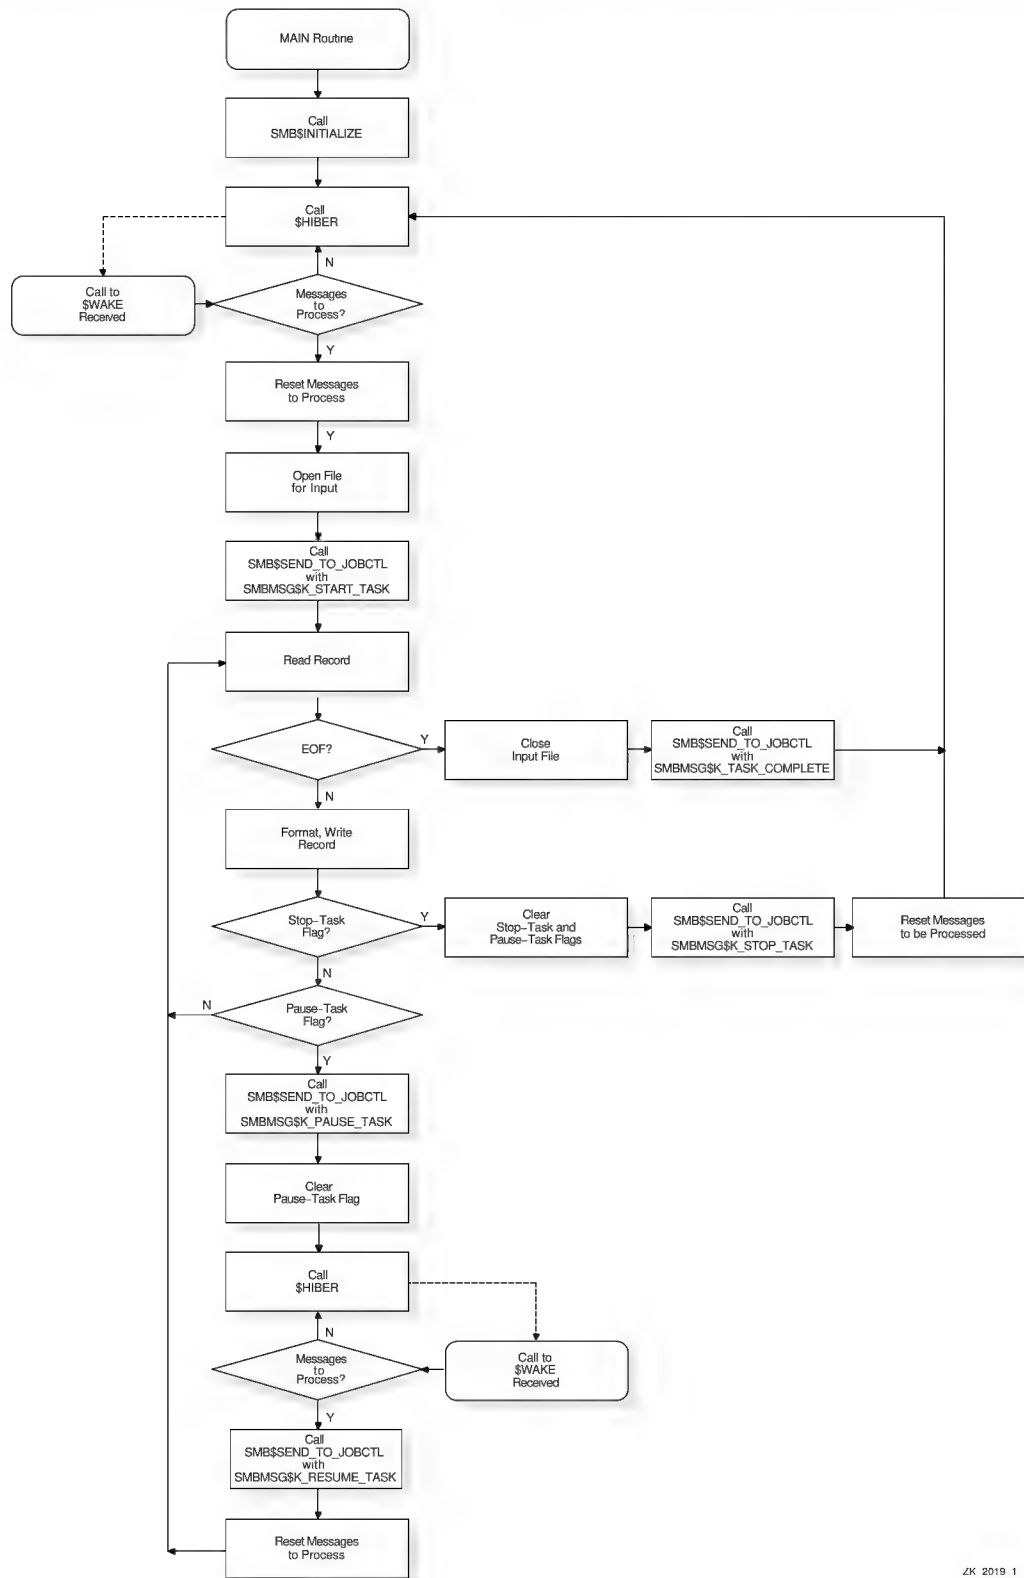 MAIN Routine
Call
SMB$INITIALIZE
Call
$HIBER
N
Call to
$WAKE
Received
Messages
to
Process?
Y
Reset Messages
to Process
Y
Open File
for Input
Call
SMB$SEND_TO_JOBCTL
with
SMBMSG$K_START_TASK
Read Record
EOF?
Y
Close
Input File
Call
SMB$SEND_TO_JOBCTL
with
SMBMSG$K_TASK_COMPLETE
N
Format, Write
Record
Stop-Task
Flag?
Y
Clear
Stop-Task and
Pause-Task Flags
Call
SMB$SEND_TO_JOBCTL
with
SMBMSG$K_STOP_TASK
Reset Messages
to be Processed
N
N
Pause-Task
Flag?
Y
Call
SMB$SEND_TO_JOBCTL
with
SMBMSG$K_PAUSE_TASK
Clear
Pause-Task Flag
Call
$HIBER
N
Messages
to
Process?
Call to
$WAKE
Received
Y
Call
SMB$SEND_TO_JOBCTL
with
SMBMSG$K_RESUME_TASK
Reset Messages
to Process
ZK 2019 1